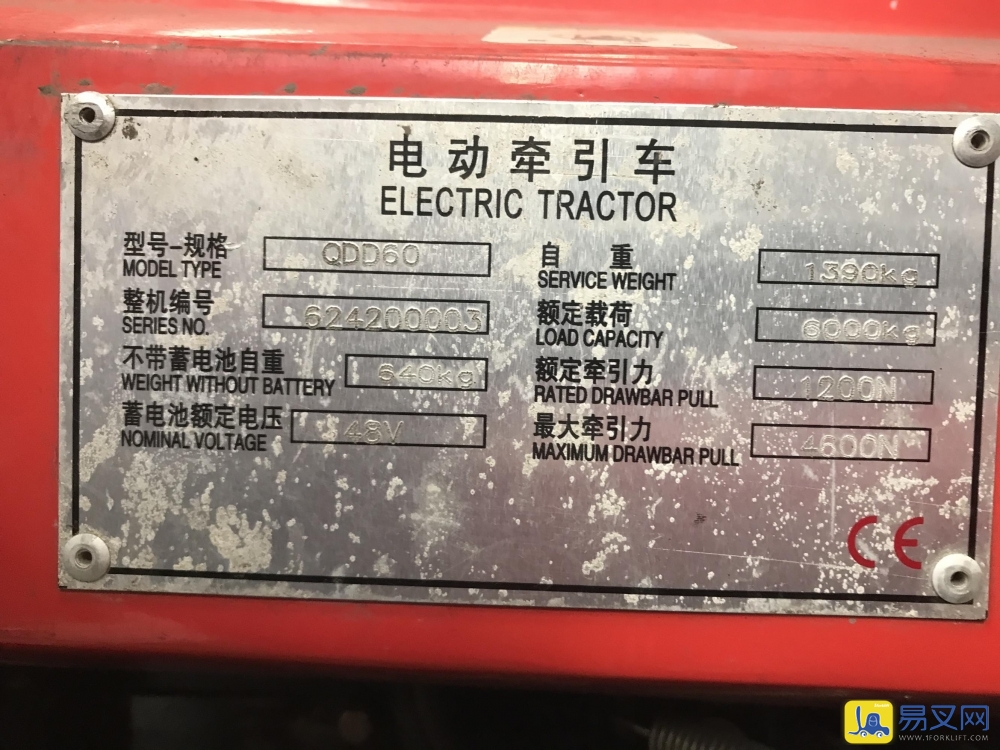 电动牵引车
ELECTRIC TRACTOR
型号-规格 QDD60
MODEL TYPE
整机编号 624200003
SERIES NO.
不带蓄电池自重 640kg
WEIGHT WITHOUT BATTERY
蓄电池额定电压 48V
NOMINAL VOLTAGE
自 重 1390kg
SERVICE WEIGHT
额定载荷 6000kg
LOAD CAPACITY
额定牵引力 1200N
RATED DRAWBAR PULL
最大牵引力 4600N
MAXIMUM DRAWBAR PULL
CE
易叉网
WWW.1FORKLIFT.COM